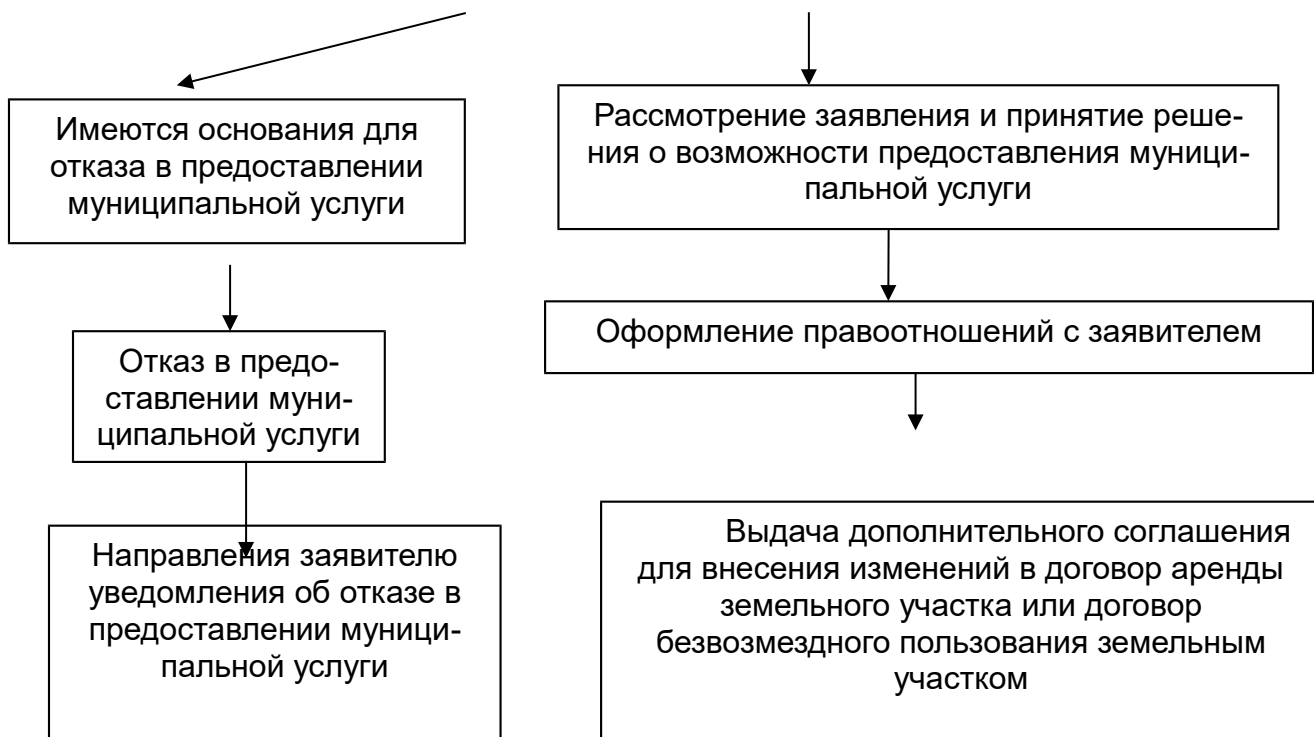 Имеются основания для
отказа в предоставлении
муниципальной услуги
Рассмотрение заявления и принятие реше-
ния о возможности предоставления муници-
пальной услуги
Оформление правоотношений с заявителем
Отказ в предо-
ставлении муни-
ципальной услуги
Направления заявителю
уведомления об отказе в
предоставлении муници-
пальной услуги
Выдача дополнительного соглашения
для внесения изменений в договор аренды
земельного участка или договор
безвозмездного пользования земельным
участком